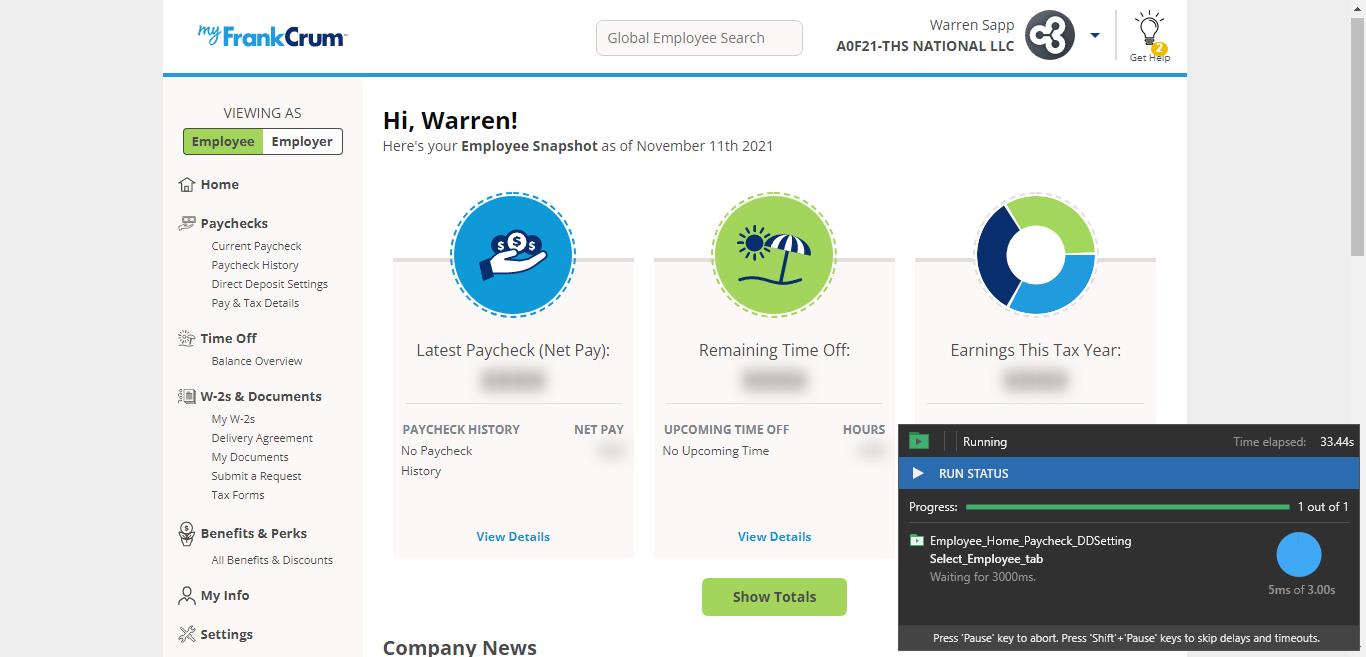 myFrankCrum
Global Employee Search
Warren Sapp
A0F21-THS NATIONAL LLC
2
Get Help
VIEWING AS
Employee Employer
Home
Paychecks
Current Paycheck
Paycheck History
Direct Deposit Settings
Pay & Tax Details
Time Off
Balance Overview
W-2s & Documents
My W-2s
Delivery Agreement
My Documents
Submit a Request
Tax Forms
Benefits & Perks
All Benefits & Discounts
My Info
Settings
Hi, Warren!
Here's your Employee Snapshot as of November 11th 2021
Latest Paycheck (Net Pay):
PAYCHECK HISTORY NET PAY
No Paycheck
History
View Details
Remaining Time Off:
UPCOMING TIME OFF HOURS
No Upcoming Time
View Details
Earnings This Tax Year:
Show Totals
Company News
Running Time elapsed: 33.44s
RUN STATUS
Progress: 1 out of 1
Employee_Home_Paycheck_DDSetting
Select_Employee_tab
Waiting for 3000ms.
5ms of 3.00s
Press 'Pause' key to abort. Press 'Shift'+'Pause' keys to skip delays and timeouts.